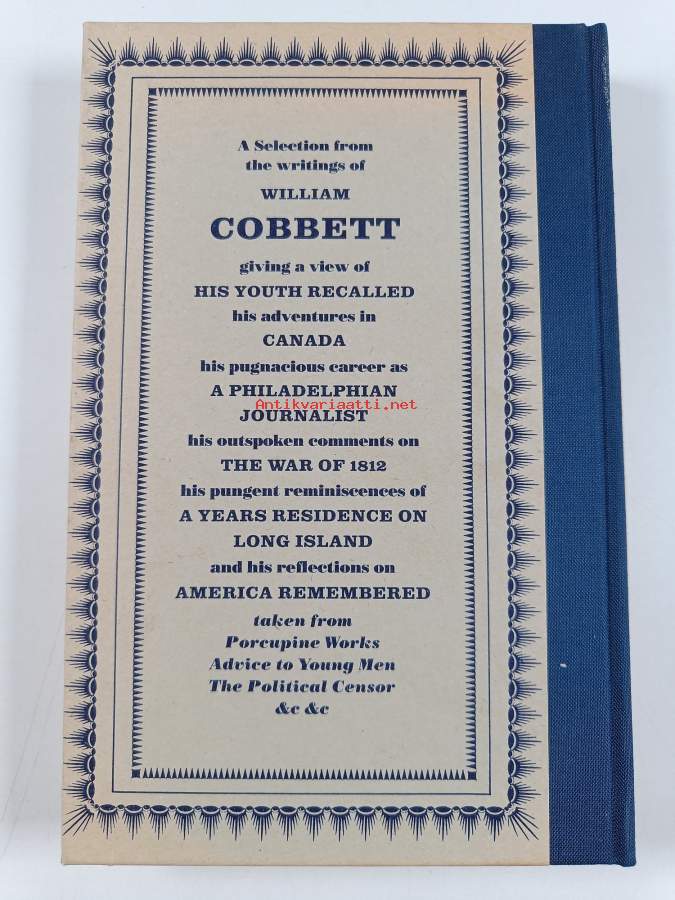 A Selection from
the writings of
WILLIAM
COBBETT
giving a view of
HIS YOUTH RECALLED
his adventures in
CANADA
his pugnacious career as
A PHILADELPHIAN
Antikvariaatti.net
JOURNALIST
his outspoken comments on
THE WAR OF 1812
his pungent reminiscences of
A YEARS RESIDENCE ON
LONG ISLAND
and his reflections on
AMERICA REMEMBERED
taken from
Porcupine Works
Advice to Young Men
The Political Censor
&c &c